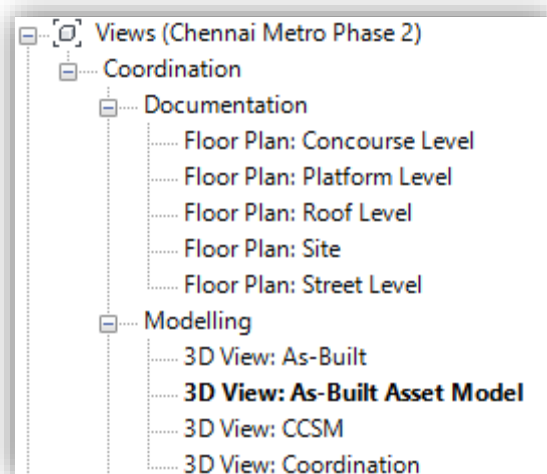 Views (Chennai Metro Phase 2)
Coordination
Documentation
Floor Plan: Concourse Level
Floor Plan: Platform Level
Floor Plan: Roof Level
Floor Plan: Site
Floor Plan: Street Level
Modelling
3D View: As-Built
3D View: As-Built Asset Model
3D View: CCSM
3D View: Coordination